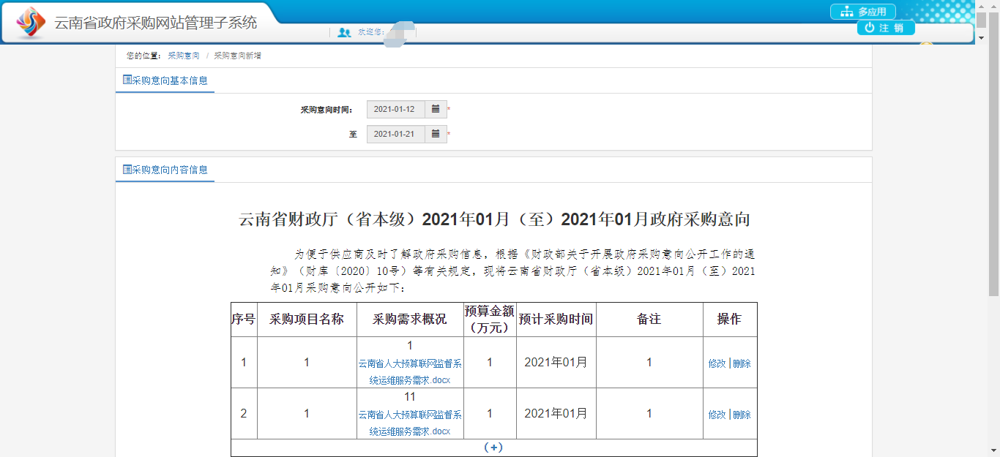 云南省政府采购网站管理子系统
多应用
欢迎您:
注 销
您的位置: 采购意向 / 采购意向新增
采购意向基本信息
采购意向时间: 2021-01-12 *
至 2021-01-21 *
采购意向内容信息
云南省财政厅（省本级）2021年01月（至）2021年01月政府采购意向
为便于供应商及时了解政府采购信息，根据《财政部关于开展政府采购意向公开工作的通
知》（财库〔2020〕10号）等有关规定，现将云南省财政厅（省本级）2021年01月（至）2021
年01月采购意向公开如下：
序号 采购项目名称 采购需求概况 预算金额（万元） 预计采购时间 备注 操作
1 1 1 云南省人大预算联网监督系统运维服务需求.docx 1 2021年01月 1 修改 | 删除
2 1 11 云南省人大预算联网监督系统运维服务需求.docx 1 2021年01月 1 修改 | 删除
(+)